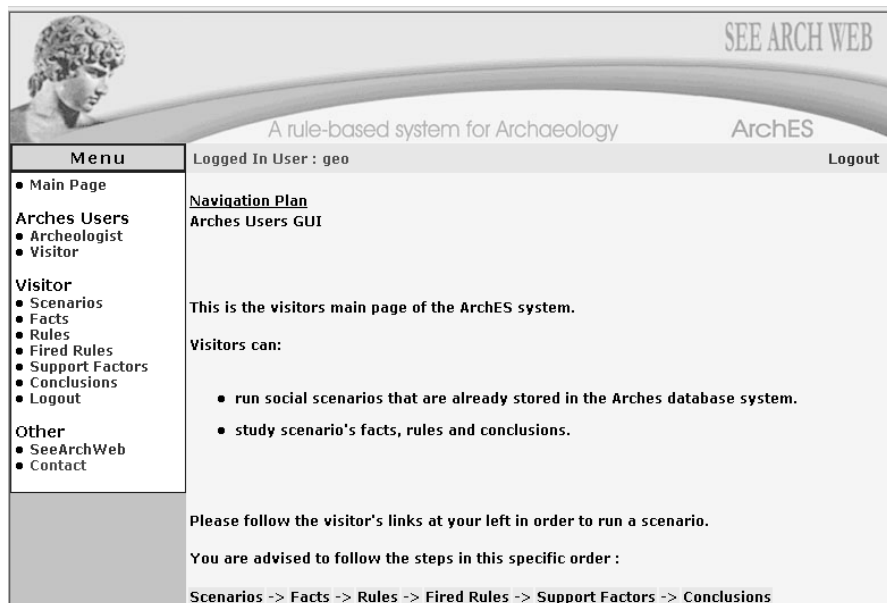 SEE ARCH WEB
A rule-based system for Archaeology
ArchES
Menu
Logged In User : geo
Logout
• Main Page
Arches Users
• Archeologist
• Visitor
Visitor
• Scenarios
• Facts
• Rules
• Fired Rules
• Support Factors
• Conclusions
• Logout
Other
• SeeArchWeb
• Contact
Navigation Plan
Arches Users GUI
This is the visitors main page of the ArchES system.
Visitors can:
• run social scenarios that are already stored in the Arches database system.
• study scenario's facts, rules and conclusions.
Please follow the visitor's links at your left in order to run a scenario.
You are advised to follow the steps in this specific order :
Scenarios -> Facts -> Rules -> Fired Rules -> Support Factors -> Conclusions